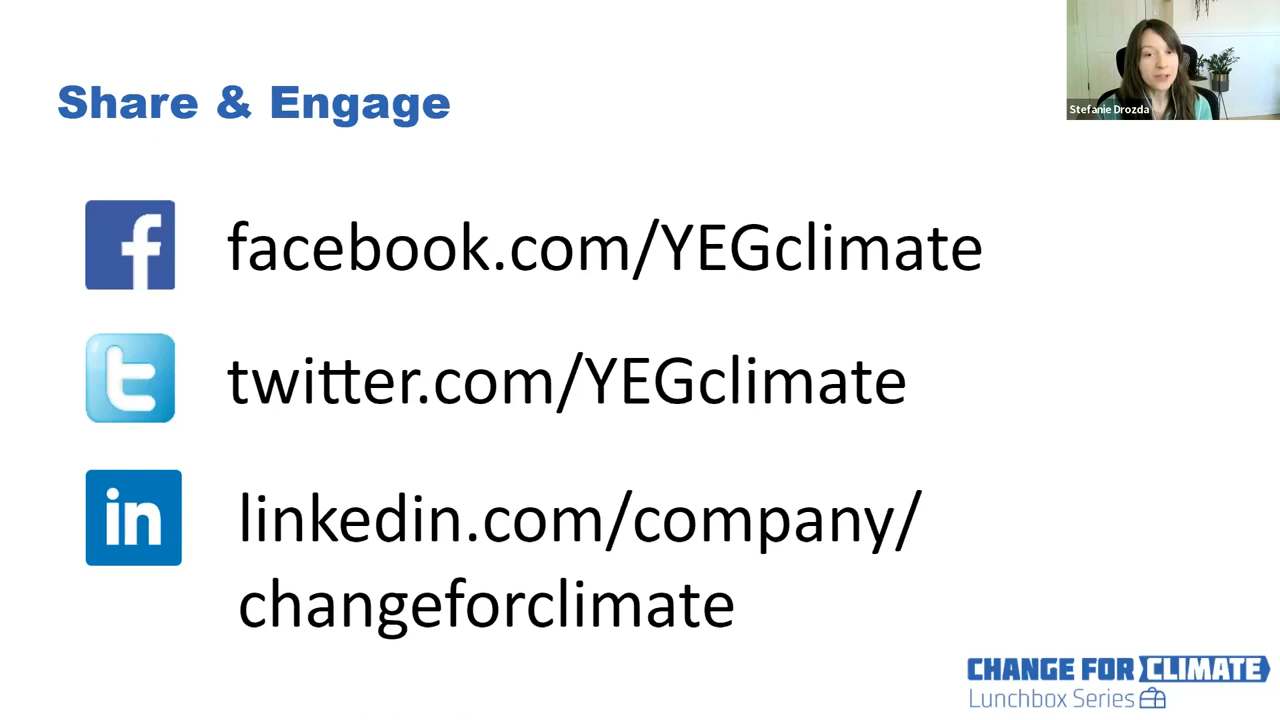 Share & Engage
Stefanie Drozda
f
facebook.com/YEGclimate
t
twitter.com/YEGclimate
in
linkedin.com/company/
changeforclimate
CHANGE FOR CLIMATE
Lunchbox Series